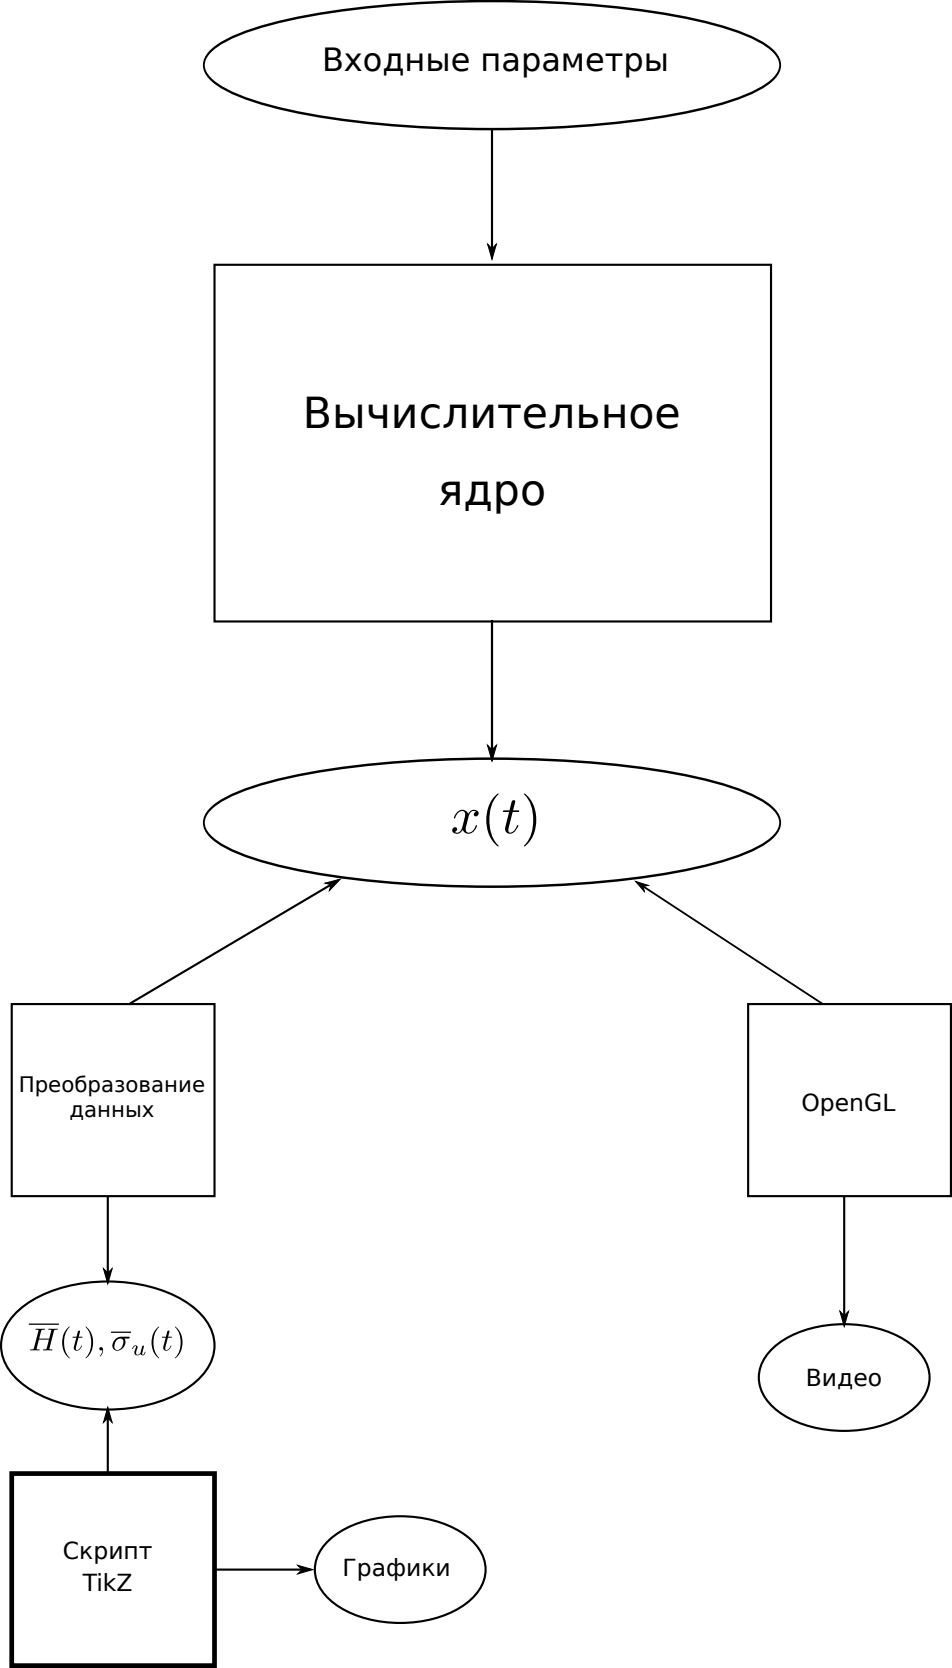 Входные параметры
Вычислительное
ядро
x(t)
Преобразование
данных
OpenGL
H̅(t), σ̅ᵤ(t)
Видео
Скрипт
TikZ
Графики